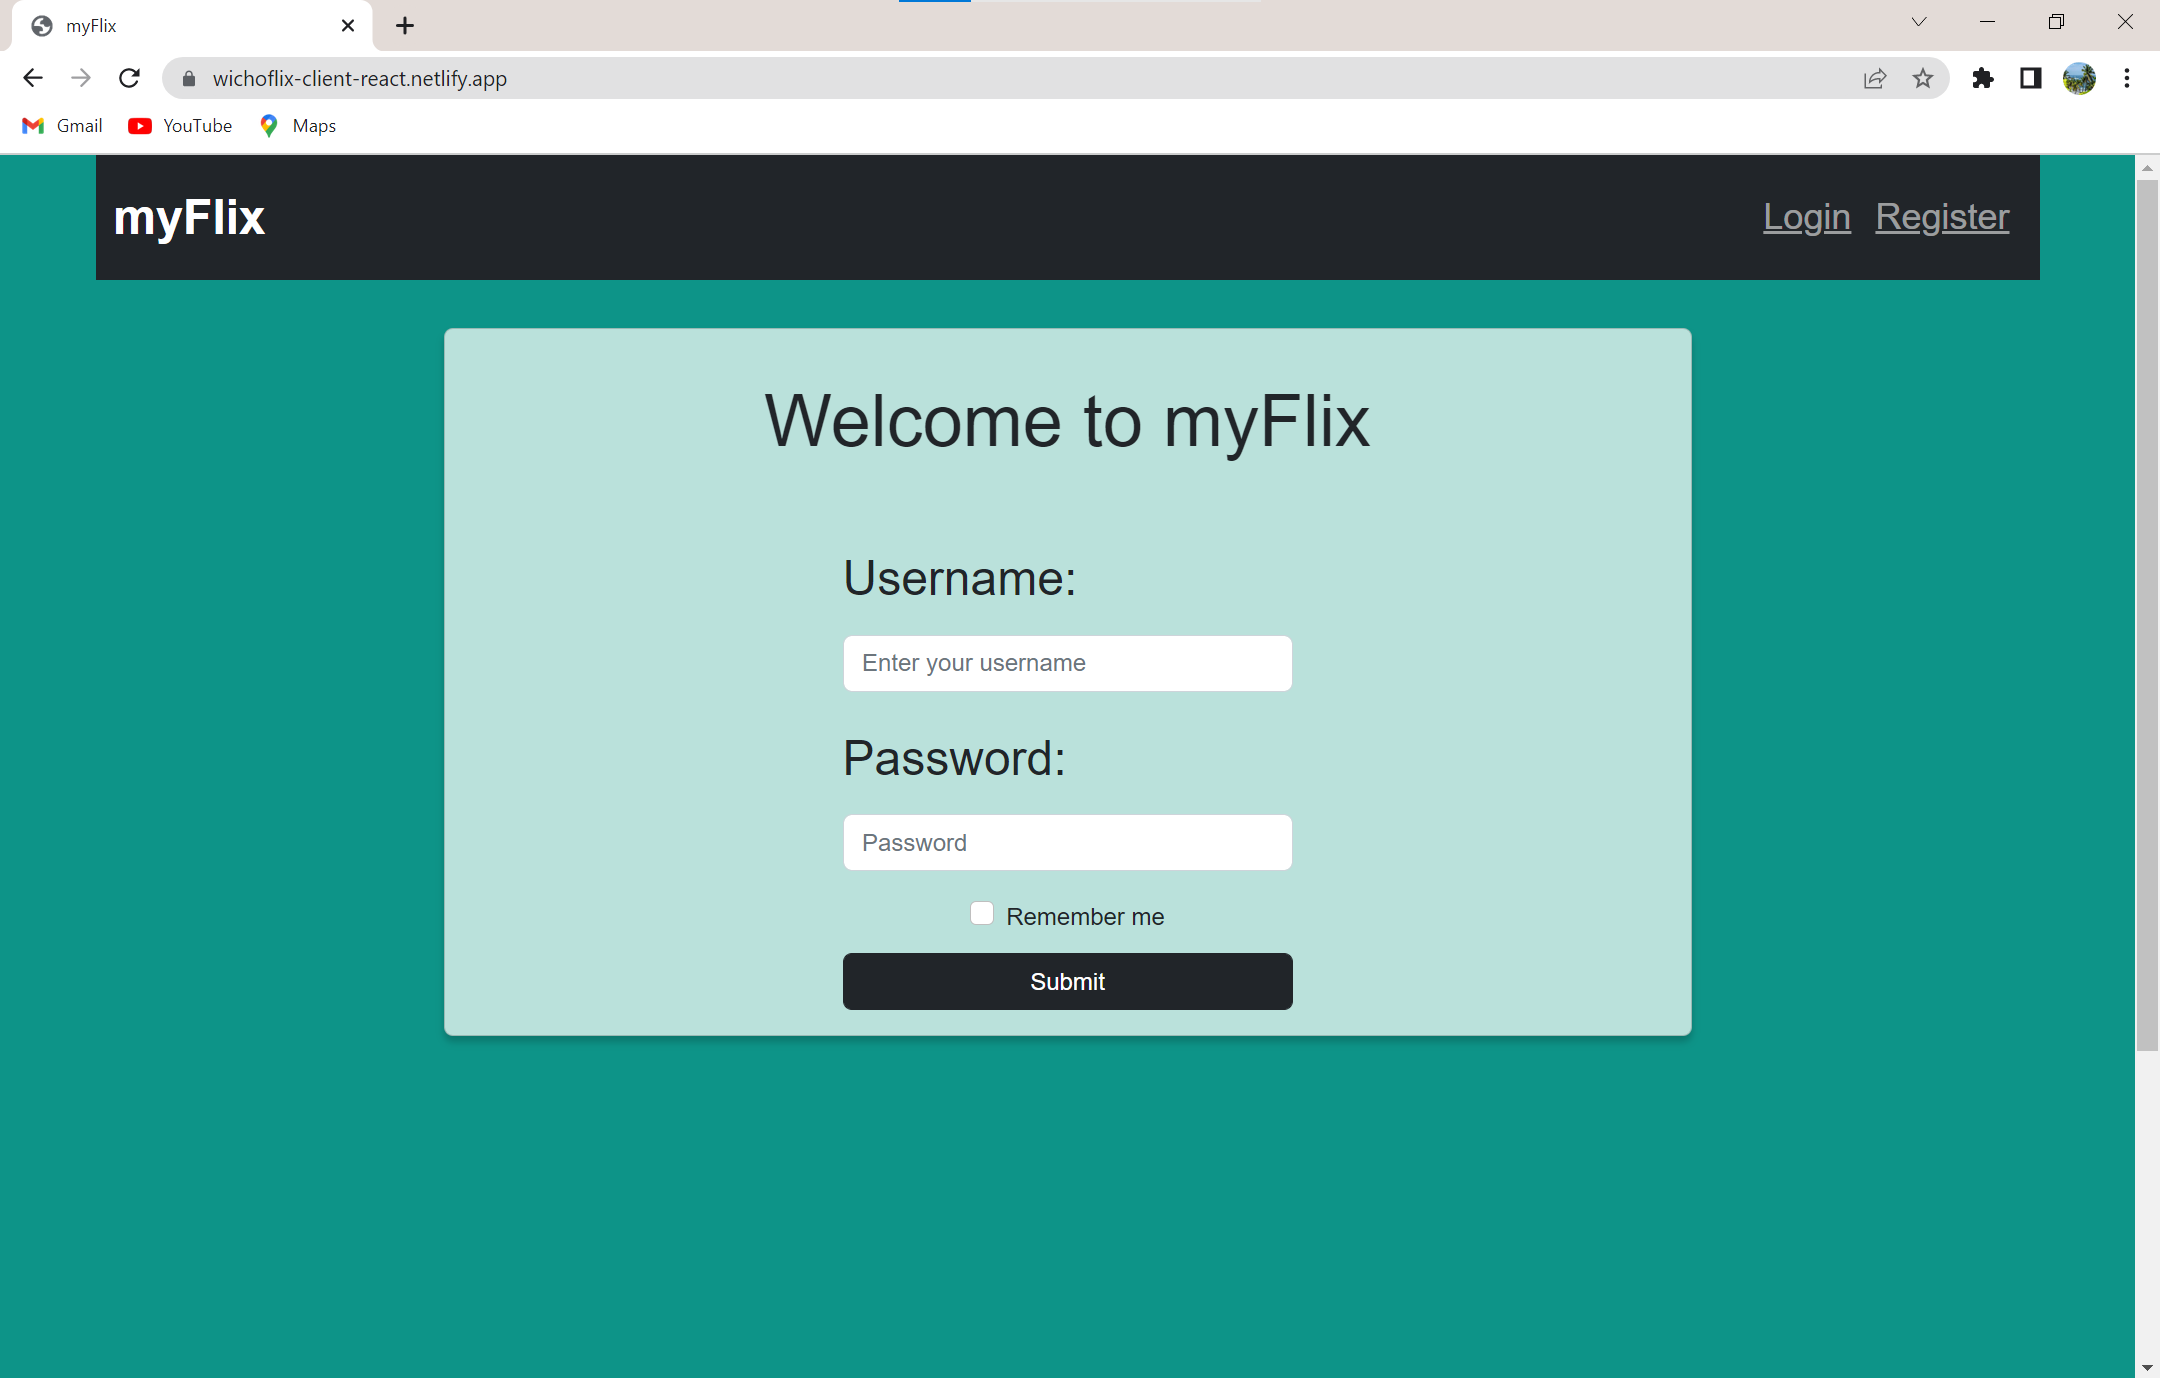 myFlix
wichoflix-client-react.netlify.app
Gmail YouTube Maps
myFlix Login Register
Welcome to myFlix
Username:
Enter your username
Password:
Password
Remember me
Submit